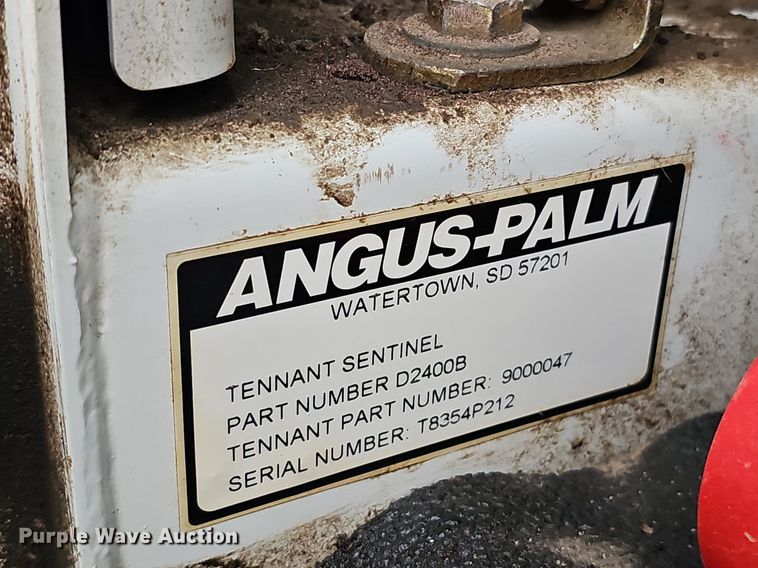 ANGUS-PALM
WATERTOWN, SD 57201
TENNANT SENTINEL
PART NUMBER D2400B
TENNANT PART NUMBER: 9000047
SERIAL NUMBER: T8354P212
Purple Wave Auction